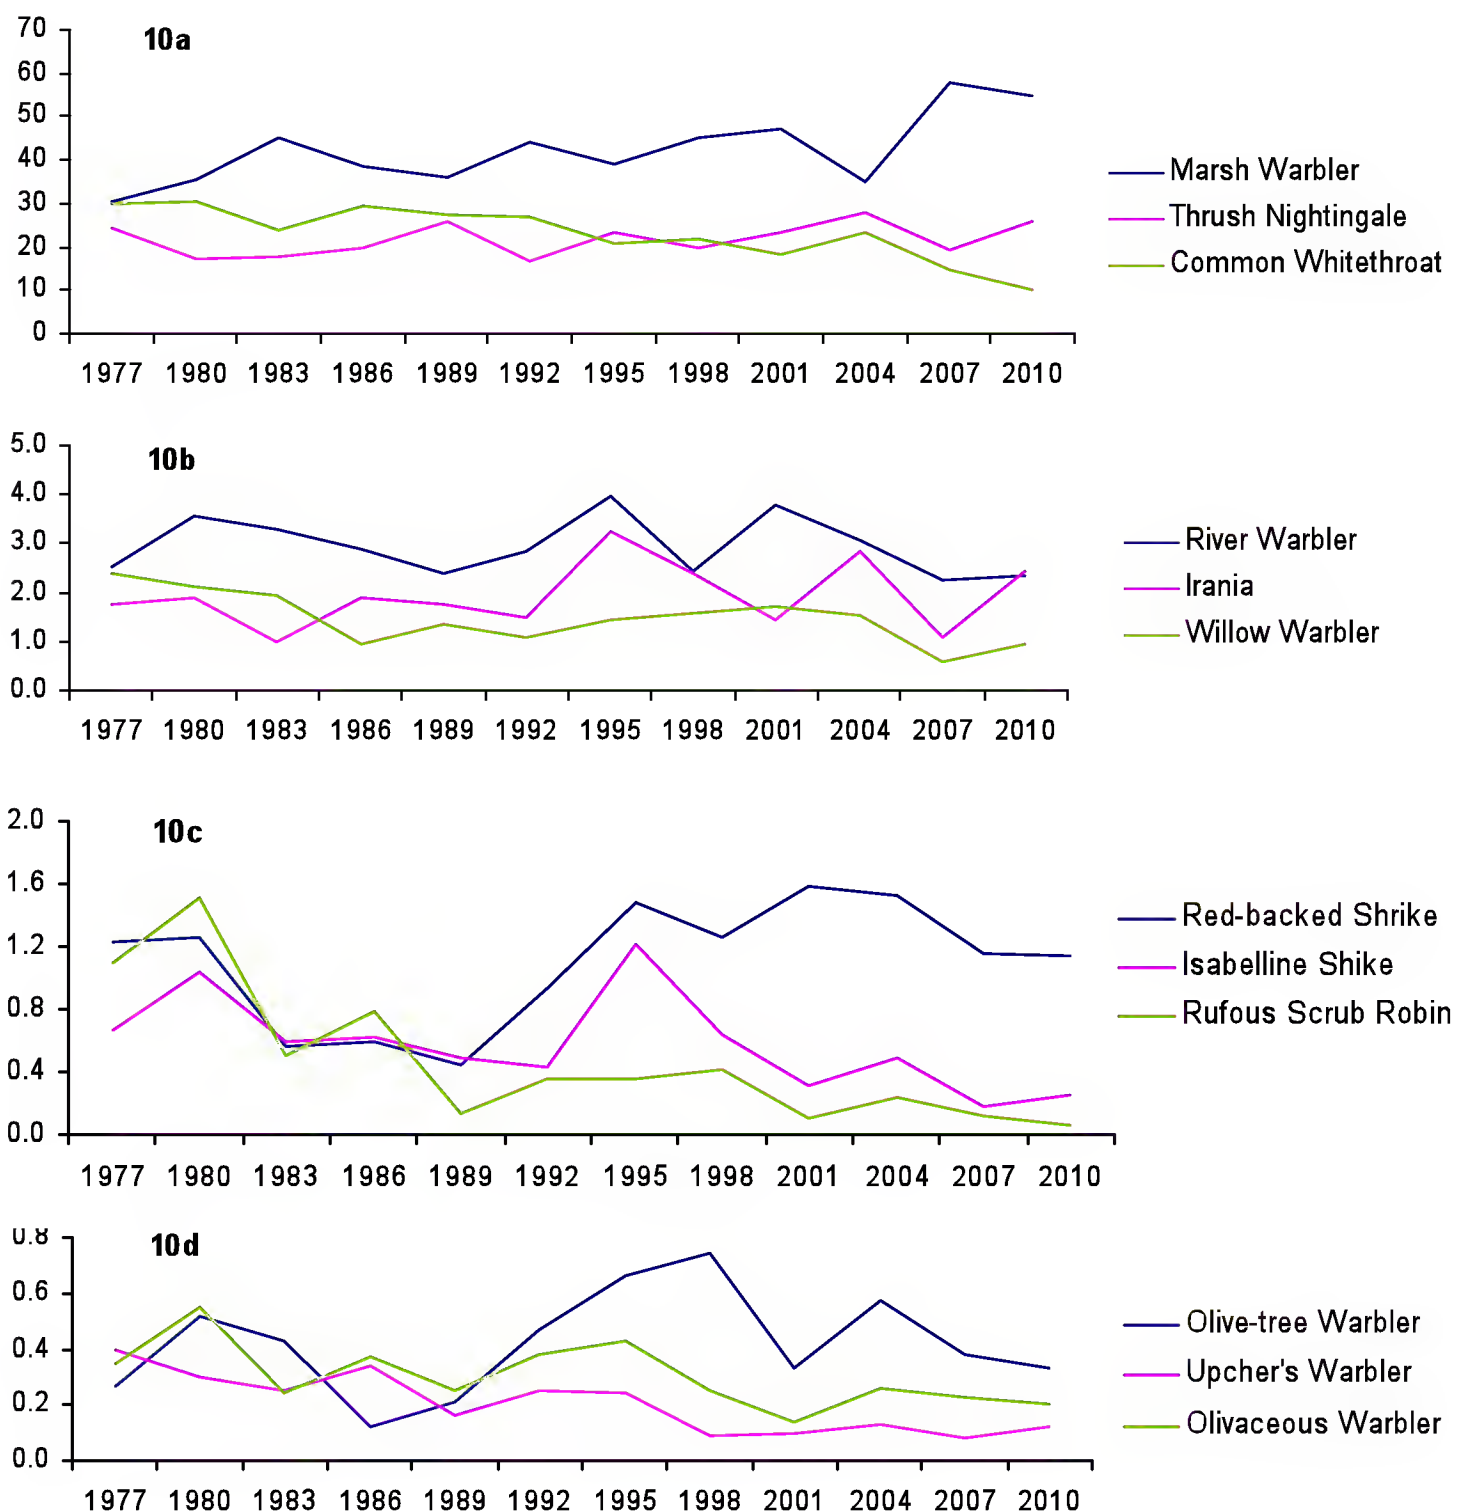 10a
70
60
50
40
30
20
10
0
1977 1980 1983 1986 1989 1992 1995 1998 2001 2004 2007 2010
Marsh Warbler
Thrush Nightingale
Common Whitethroat
10b
5.0
4.0
3.0
2.0
1.0
0.0
1977 1980 1983 1986 1989 1992 1995 1998 2001 2004 2007 2010
River Warbler
Irania
Willow Warbler
10c
2.0
1.6
1.2
0.8
0.4
0.0
1977 1980 1983 1986 1989 1992 1995 1998 2001 2004 2007 2010
Red-backed Shrike
Isabelline Shike
Rufous Scrub Robin
10d
0.8
0.6
0.4
0.2
0.0
1977 1980 1983 1986 1989 1992 1995 1998 2001 2004 2007 2010
Olive-tree Warbler
Upcher's Warbler
Olivaceous Warbler